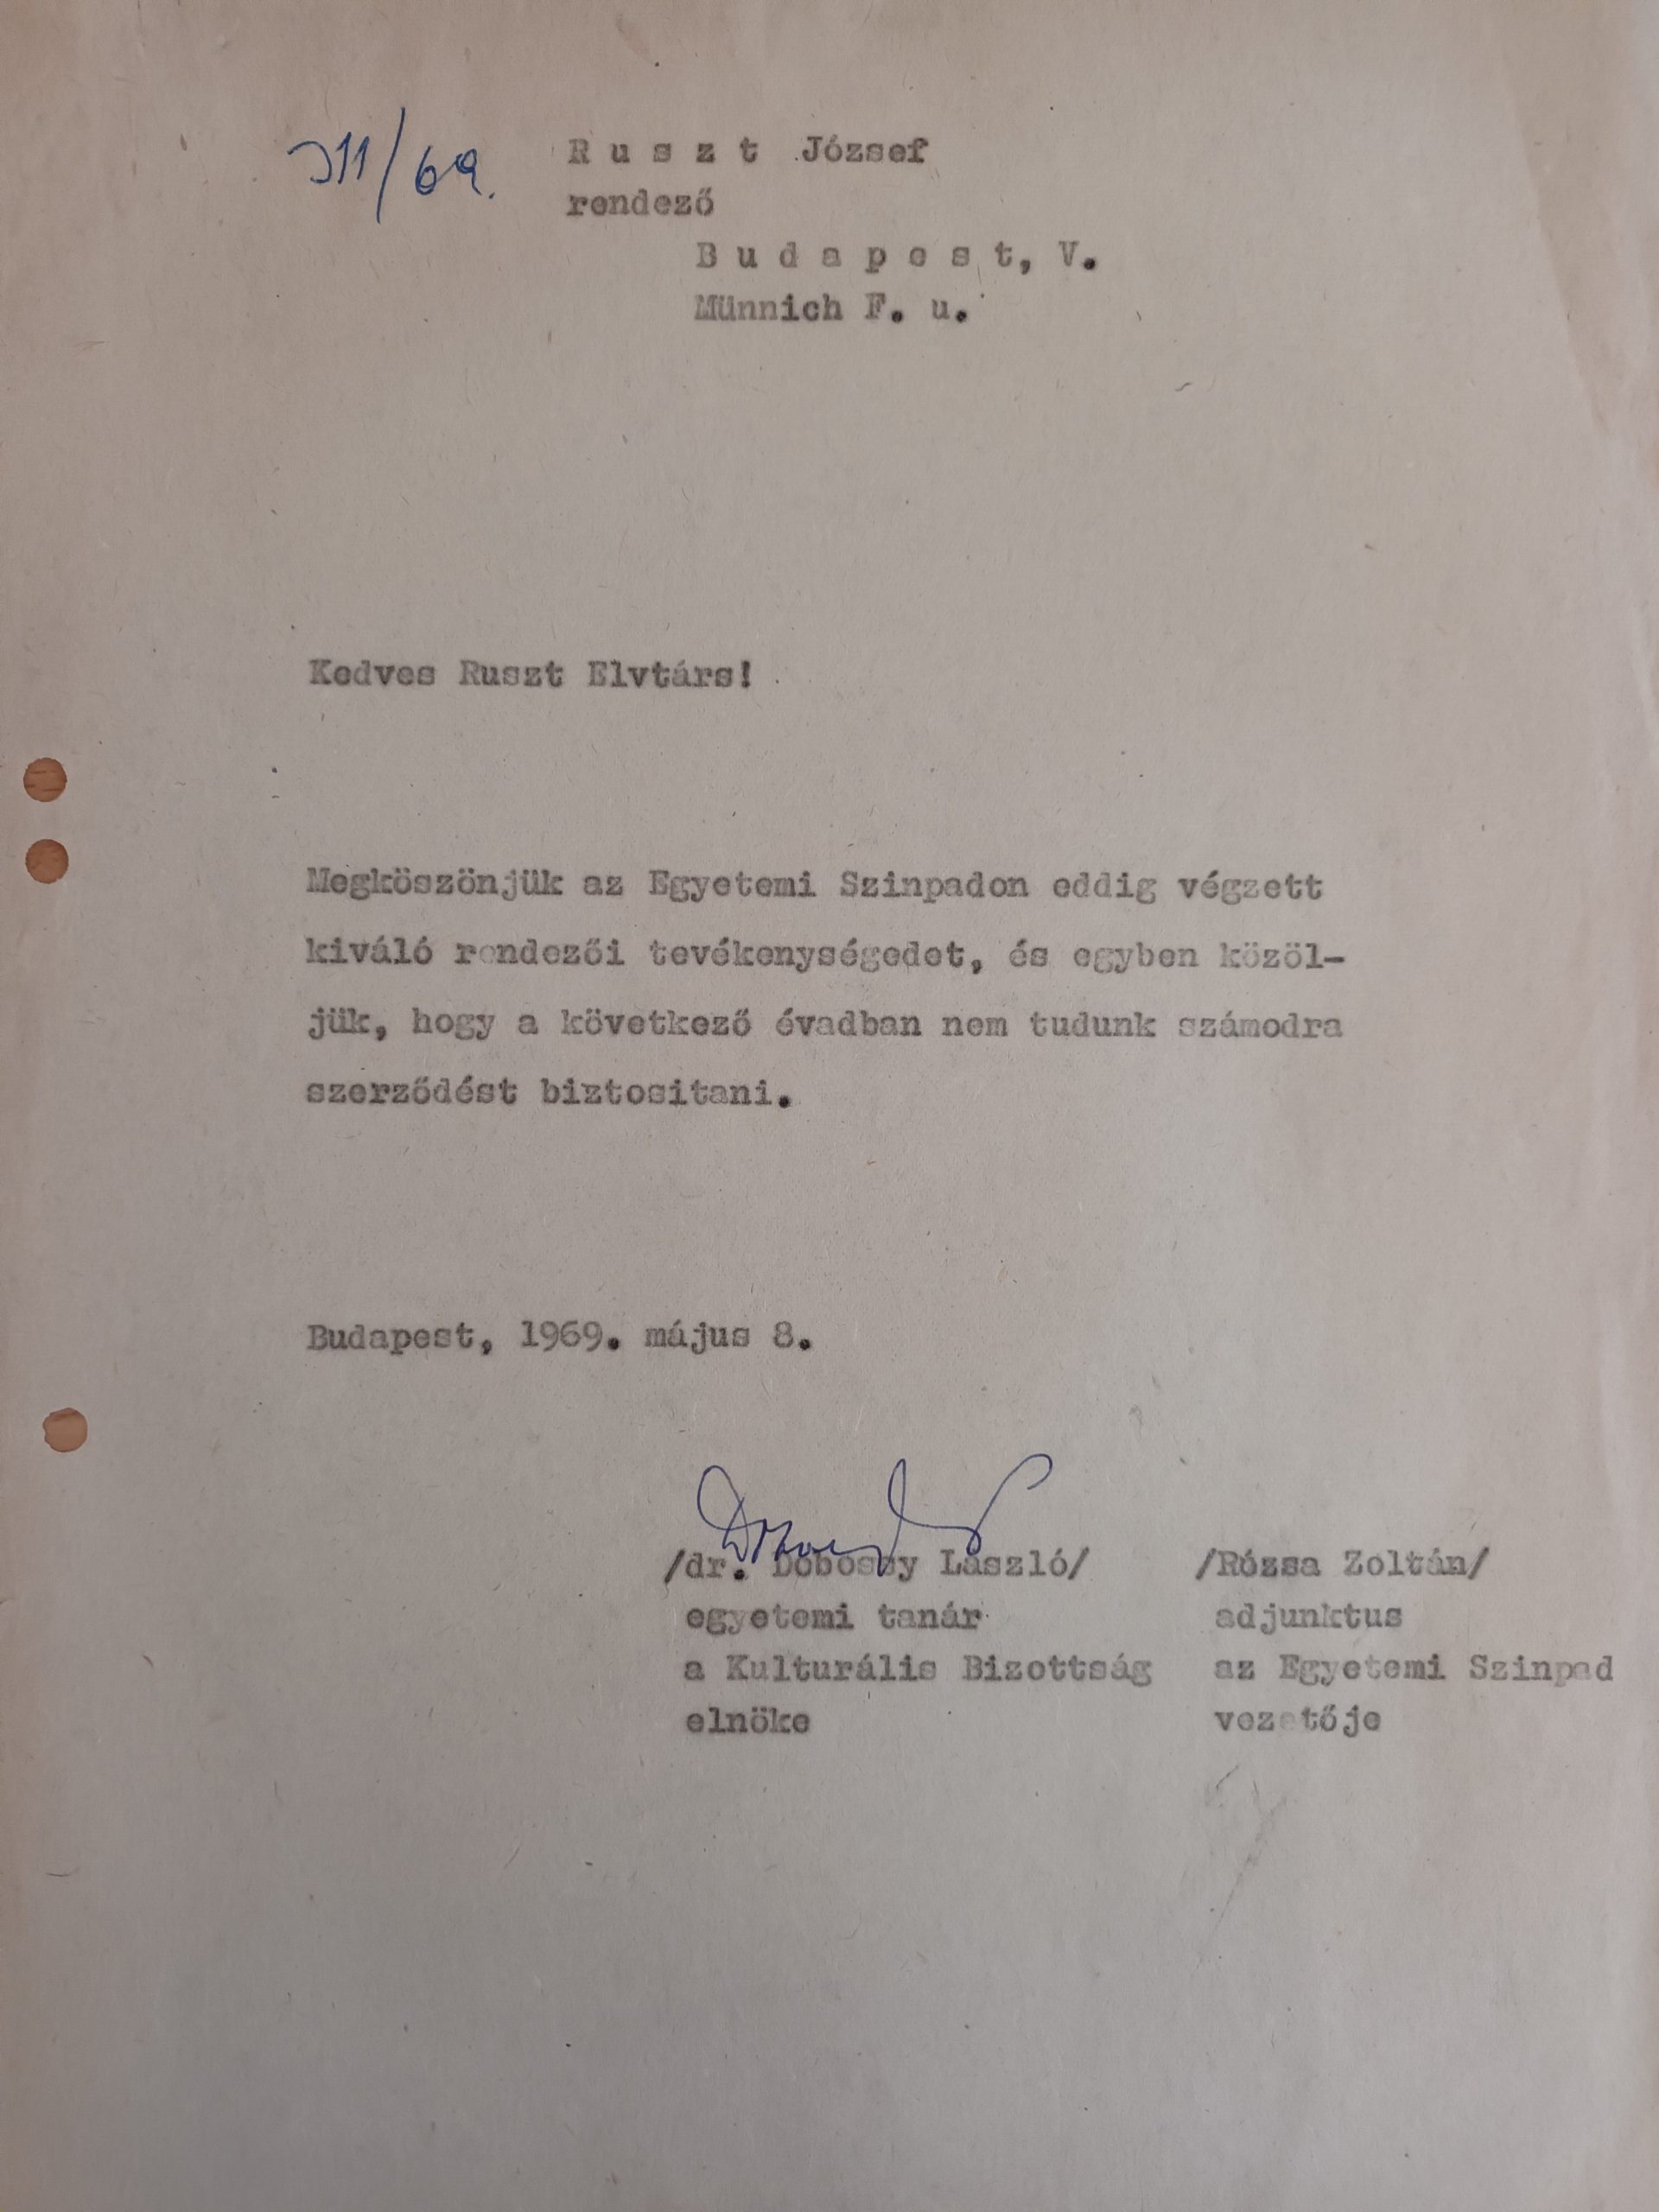 R u s z t József
rendező
B u d a p e s t, V.
Münnich F. u.
Kedves Ruszt Elvtárs!
Megköszönjük az Egyetemi Szinpadon eddig végzett
kiváló rendezői tevékenységedet, és egyben közöl-
jük, hogy a következő évadban nem tudunk számodra
szerződést biztositani.
Budapest, 1969. május 8.
/dr. Dobossy László/ /Rózsa Zoltán/
egyetemi tanár adjunktus
a Kulturális Bizottság az Egyetemi Szinpad
elnöke vezetője